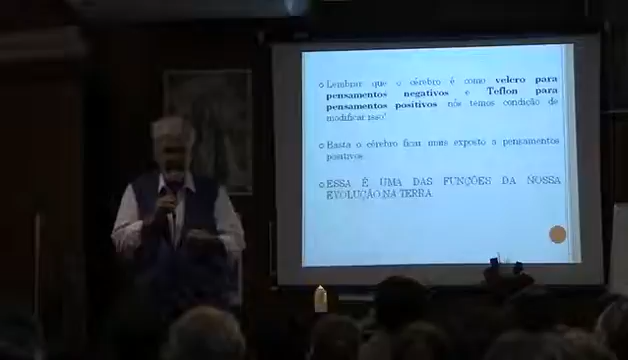 Lembrar que o cérebro é como velcro para
pensamentos negativos e Teflon para
pensamentos positivos nós temos condição de
modificar isso'
Basta o cérebro ficar mais exposto a pensamentos
positivos
ESSA É UMA DAS FUNÇÕES DA NOSSA
EVOLUÇÃO NA TERRA